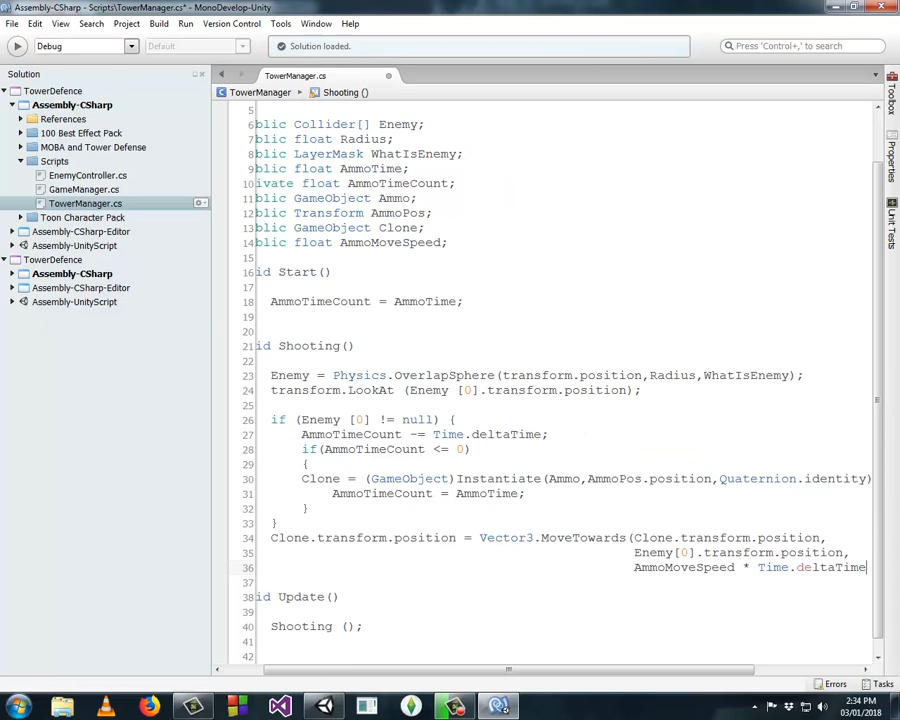 Assembly-CSharp - Scripts\TowerManager.cs* - MonoDevelop-Unity
File Edit View Search Project Build Run Version Control Tools Window Help
Debug Default Solution loaded. Press 'Control+,' to search
Solution
TowerDefence
Assembly-CSharp
References
100 Best Effect Pack
MOBA and Tower Defense
Scripts
EnemyController.cs
GameManager.cs
TowerManager.cs
Toon Character Pack
Assembly-CSharp-Editor
Assembly-UnityScript
TowerDefence
Assembly-CSharp
Assembly-CSharp-Editor
Assembly-UnityScript
TowerManager.cs
TowerManager Shooting ()
5
6 blic Collider[] Enemy;
7 blic float Radius;
8 blic LayerMask WhatIsEnemy;
9 blic float AmmoTime;
10 ivate float AmmoTimeCount;
11 blic GameObject Ammo;
12 blic Transform AmmoPos;
13 blic GameObject Clone;
14 blic float AmmoMoveSpeed;
15
16 id Start()
17
18 AmmoTimeCount = AmmoTime;
19
20
21 id Shooting()
22
23 Enemy = Physics.OverlapSphere(transform.position,Radius,WhatIsEnemy);
24 transform.LookAt (Enemy [0].transform.position);
25
26 if (Enemy [0] != null) {
27 AmmoTimeCount -= Time.deltaTime;
28 if(AmmoTimeCount <= 0)
29 {
30 Clone = (GameObject)Instantiate(Ammo,AmmoPos.position,Quaternion.identity)
31 AmmoTimeCount = AmmoTime;
32 }
33 }
34 Clone.transform.position = Vector3.MoveTowards(Clone.transform.position,
35 Enemy[0].transform.position,
36 AmmoMoveSpeed * Time.deltaTime
37
38 id Update()
39
40 Shooting ();
41
42
Toolbox
Properties
Unit Tests
Errors Tasks
2:34 PM
03/01/2018